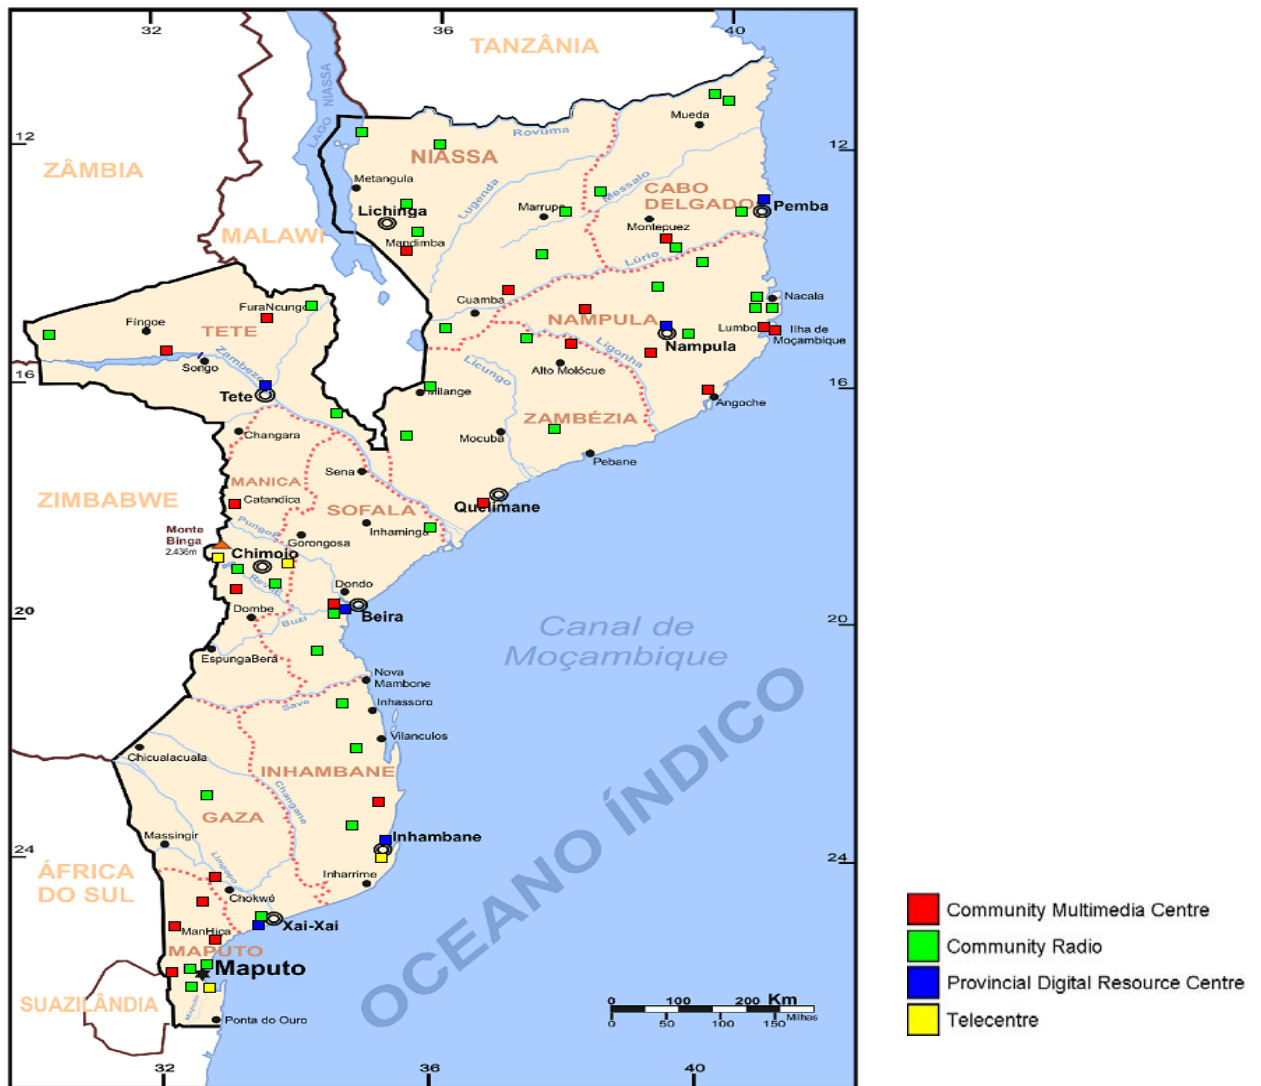 32
36
40
TANZÂNIA
LAGO NIASSA
Mueda
Rovuma
12
12
NIASSA
ZÂMBIA
Metangula
Lugenda
Messalo
CABO
DELGADO
Lichinga
Marrupa
Pemba
Montepuez
MALAWI
Mandimba
Lúrio
Cuamba
Nacala
FuraNcungo
Fíngoe
TETE
NAMPULA
Lumbo
Ilha de
Moçambique
Nampula
Songo
Zambeze
Ligonha
Licungo
Alto Molócue
16
16
Tete
Milange
Angoche
ZAMBÉZIA
Changara
Mocuba
Pebane
Sena
MANICA
ZIMBABWE
Catandica
Quelimane
SOFALA
Pungoe
Inhaminga
Monte
Binga
2.436m
Gorongosa
Chimoio
Revue
Dondo
Dombe
20
20
Beira
Buzi
Canal de
Moçambique
EspungaBera
Nova
Mambone
Save
Inhassoro
Vilanculos
Chicualacuala
INHAMBANE
Changane
GAZA
OCEANO ÍNDICO
Massingir
Inhambane
24
24
ÁFRICA
DO SUL
Limpopo
Inharrime
Chokwé
Xai-Xai
ManHica
MAPUTO
Maputo
SUAZILÂNDIA
Maputo
Ponta do Ouro
0 100 200 Km
0 50 100 150 Milhas
32
36
40
Community Multimedia Centre
Community Radio
Provincial Digital Resource Centre
Telecentre